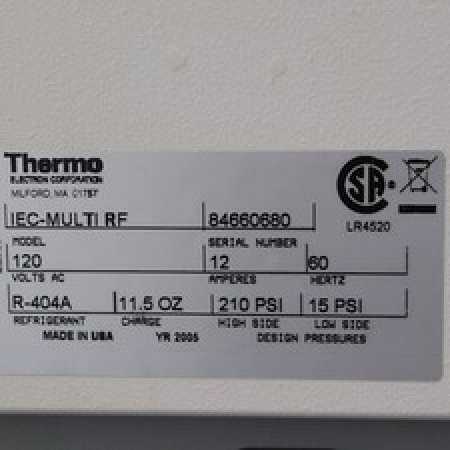 Thermo
ELECTRON CORPORATION
MILFORD, MA 01757
IEC-MULTI RF 84660680
MODEL SERIAL NUMBER
LR4520
120 12 60
VOLTS AC AMPERES HERTZ
R-404A 11.5 OZ 210 PSI 15 PSI
REFRIGERANT CHARGE HIGH SIDE LOW SIDE
MADE IN USA YR 2005 DESIGN PRESSURES